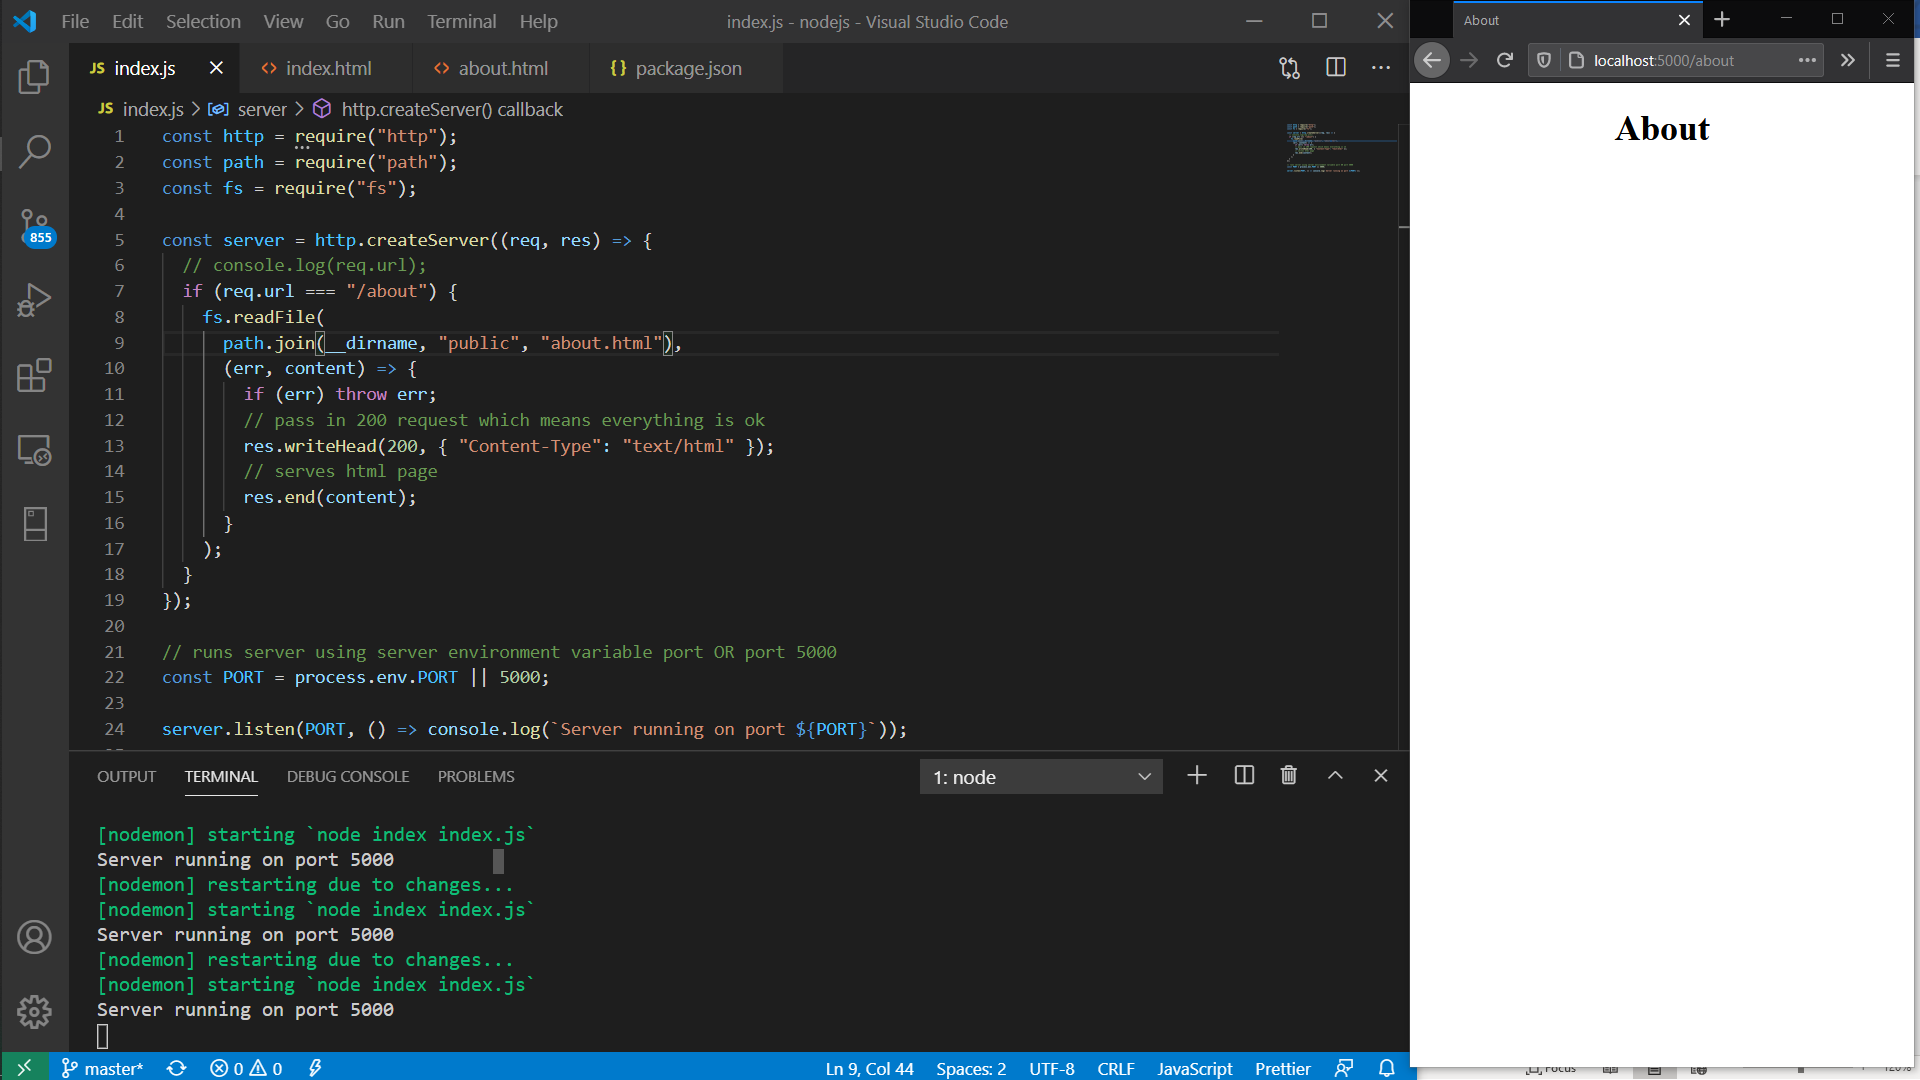 File Edit Selection View Go Run Terminal Help
index.js - nodejs - Visual Studio Code
JS index.js
<> index.html
<> about.html
{} package.json
JS index.js > server > http.createServer() callback
1 const http = require("http");
2 const path = require("path");
3 const fs = require("fs");
4
5 const server = http.createServer((req, res) => {
6 // console.log(req.url);
7 if (req.url === "/about") {
8 fs.readFile(
9 path.join(__dirname, "public", "about.html"),
10 (err, content) => {
11 if (err) throw err;
12 // pass in 200 request which means everything is ok
13 res.writeHead(200, { "Content-Type": "text/html" });
14 // serves html page
15 res.end(content);
16 }
17 );
18 }
19 });
20
21 // runs server using server environment variable port OR port 5000
22 const PORT = process.env.PORT || 5000;
23
24 server.listen(PORT, () => console.log(`Server running on port ${PORT}`));
855
OUTPUT TERMINAL DEBUG CONSOLE PROBLEMS
1: node
[nodemon] starting `node index index.js`
Server running on port 5000
[nodemon] restarting due to changes...
[nodemon] starting `node index index.js`
Server running on port 5000
[nodemon] restarting due to changes...
[nodemon] starting `node index index.js`
Server running on port 5000
master* 0 0
Ln 9, Col 44 Spaces: 2 UTF-8 CRLF JavaScript Prettier
About
localhost:5000/about
About
Focus
120%